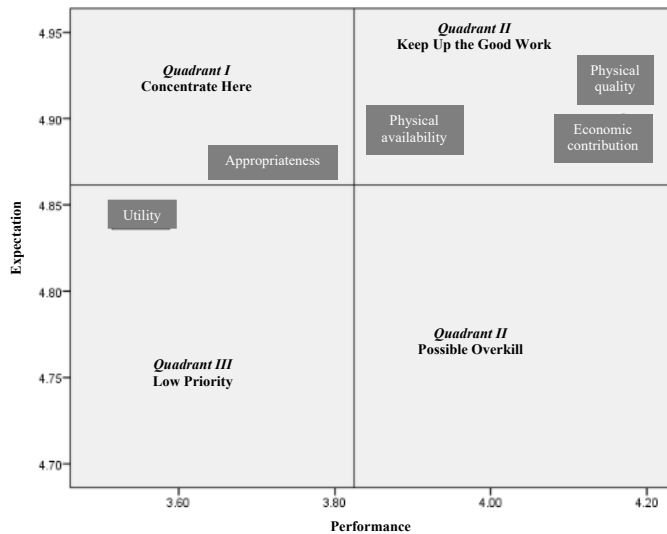 4.95
4.90
4.85
4.80
4.75
4.70
Expectation
Quadrant I
Concentrate Here
Quadrant II
Keep Up the Good Work
Physical
quality
Physical
availability
Economic
contribution
Appropriateness
Utility
Quadrant III
Low Priority
Quadrant II
Possible Overkill
3.60
3.80
4.00
4.20
Performance